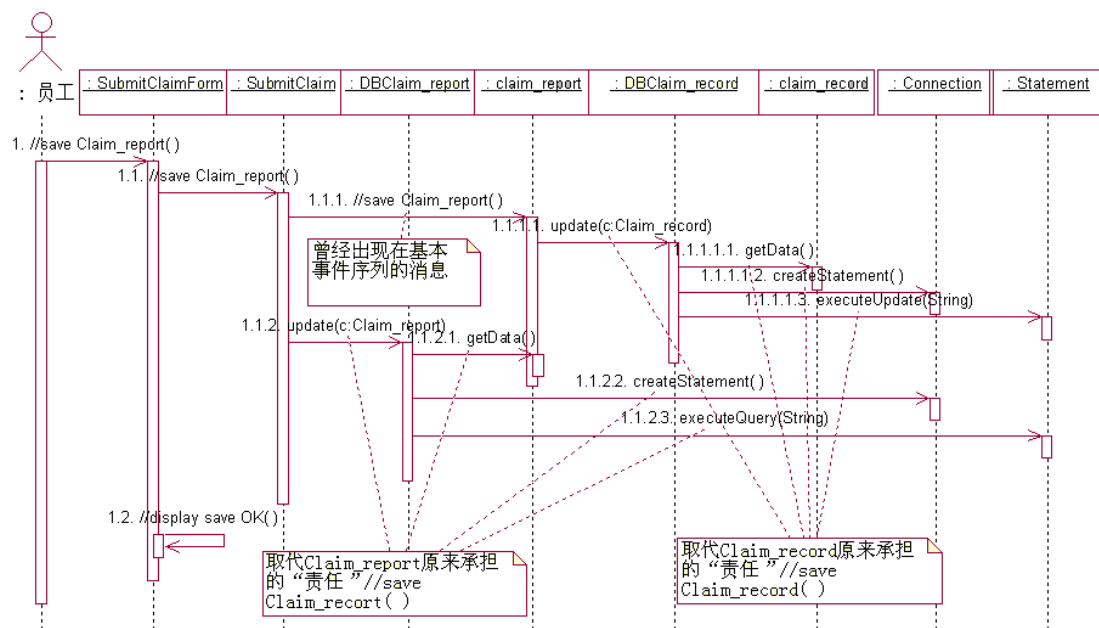 : 员工
: SubmitClaimForm
: SubmitClaim
: DBClaim_report
: claim_report
: DBClaim_record
: claim_record
: Connection
: Statement
1. //save Claim_report( )
1.1. //save Claim_report( )
1.1.1. //save Claim_report( )
1.1.1.1. update(c:Claim_record)
曾经出现在基本
事件序列的消息
1.1.1.1.1. getData( )
1.1.1.1.2. createStatement( )
1.1.1.1.3. executeUpdate(String)
1.1.2. update(c:Claim_report)
1.1.2.1. getData( )
1.1.2.2. createStatement( )
1.1.2.3. executeQuery(String)
1.2. //display save OK( )
取代Claim_report原来承担
的“责任 ”//save
Claim_recort( )
取代Claim_record原来承担
的“责任 ”//save
Claim_record( )